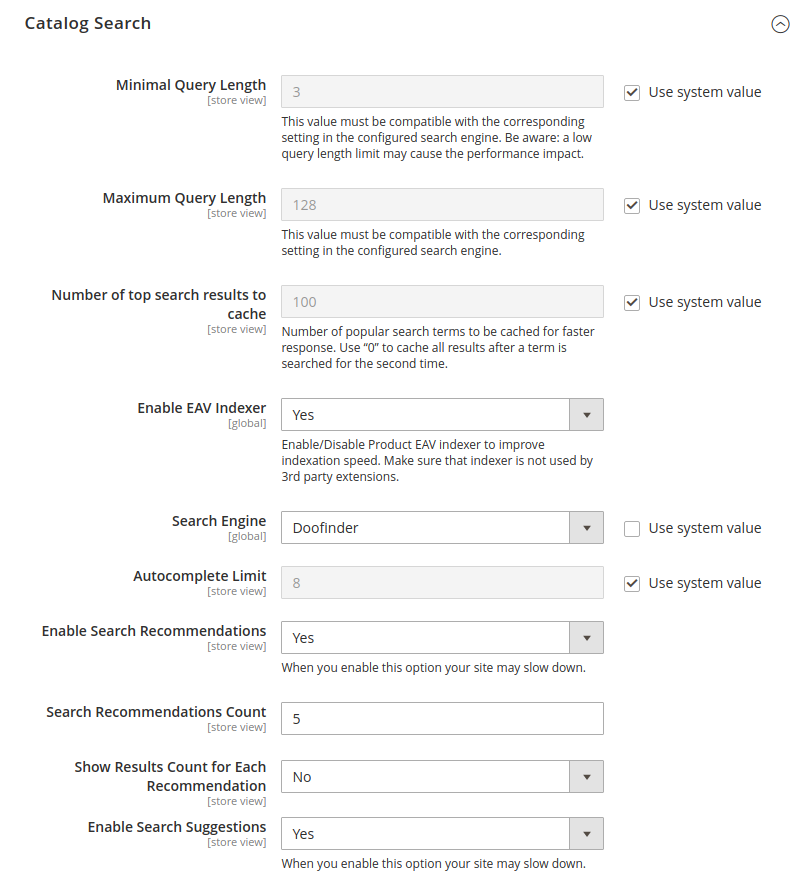 Catalog Search
Minimal Query Length
[store view]
3
Use system value
This value must be compatible with the corresponding
setting in the configured search engine. Be aware: a low
query length limit may cause the performance impact.
Maximum Query Length
[store view]
128
Use system value
This value must be compatible with the corresponding
setting in the configured search engine.
Number of top search results to
cache
[store view]
100
Use system value
Number of popular search terms to be cached for faster
response. Use “0” to cache all results after a term is
searched for the second time.
Enable EAV Indexer
[global]
Yes
Enable/Disable Product EAV indexer to improve
indexation speed. Make sure that indexer is not used by
3rd party extensions.
Search Engine
[global]
Doofinder
Use system value
Autocomplete Limit
[store view]
8
Use system value
Enable Search Recommendations
[store view]
Yes
When you enable this option your site may slow down.
Search Recommendations Count
[store view]
5
Show Results Count for Each
Recommendation
[store view]
No
Enable Search Suggestions
[store view]
Yes
When you enable this option your site may slow down.